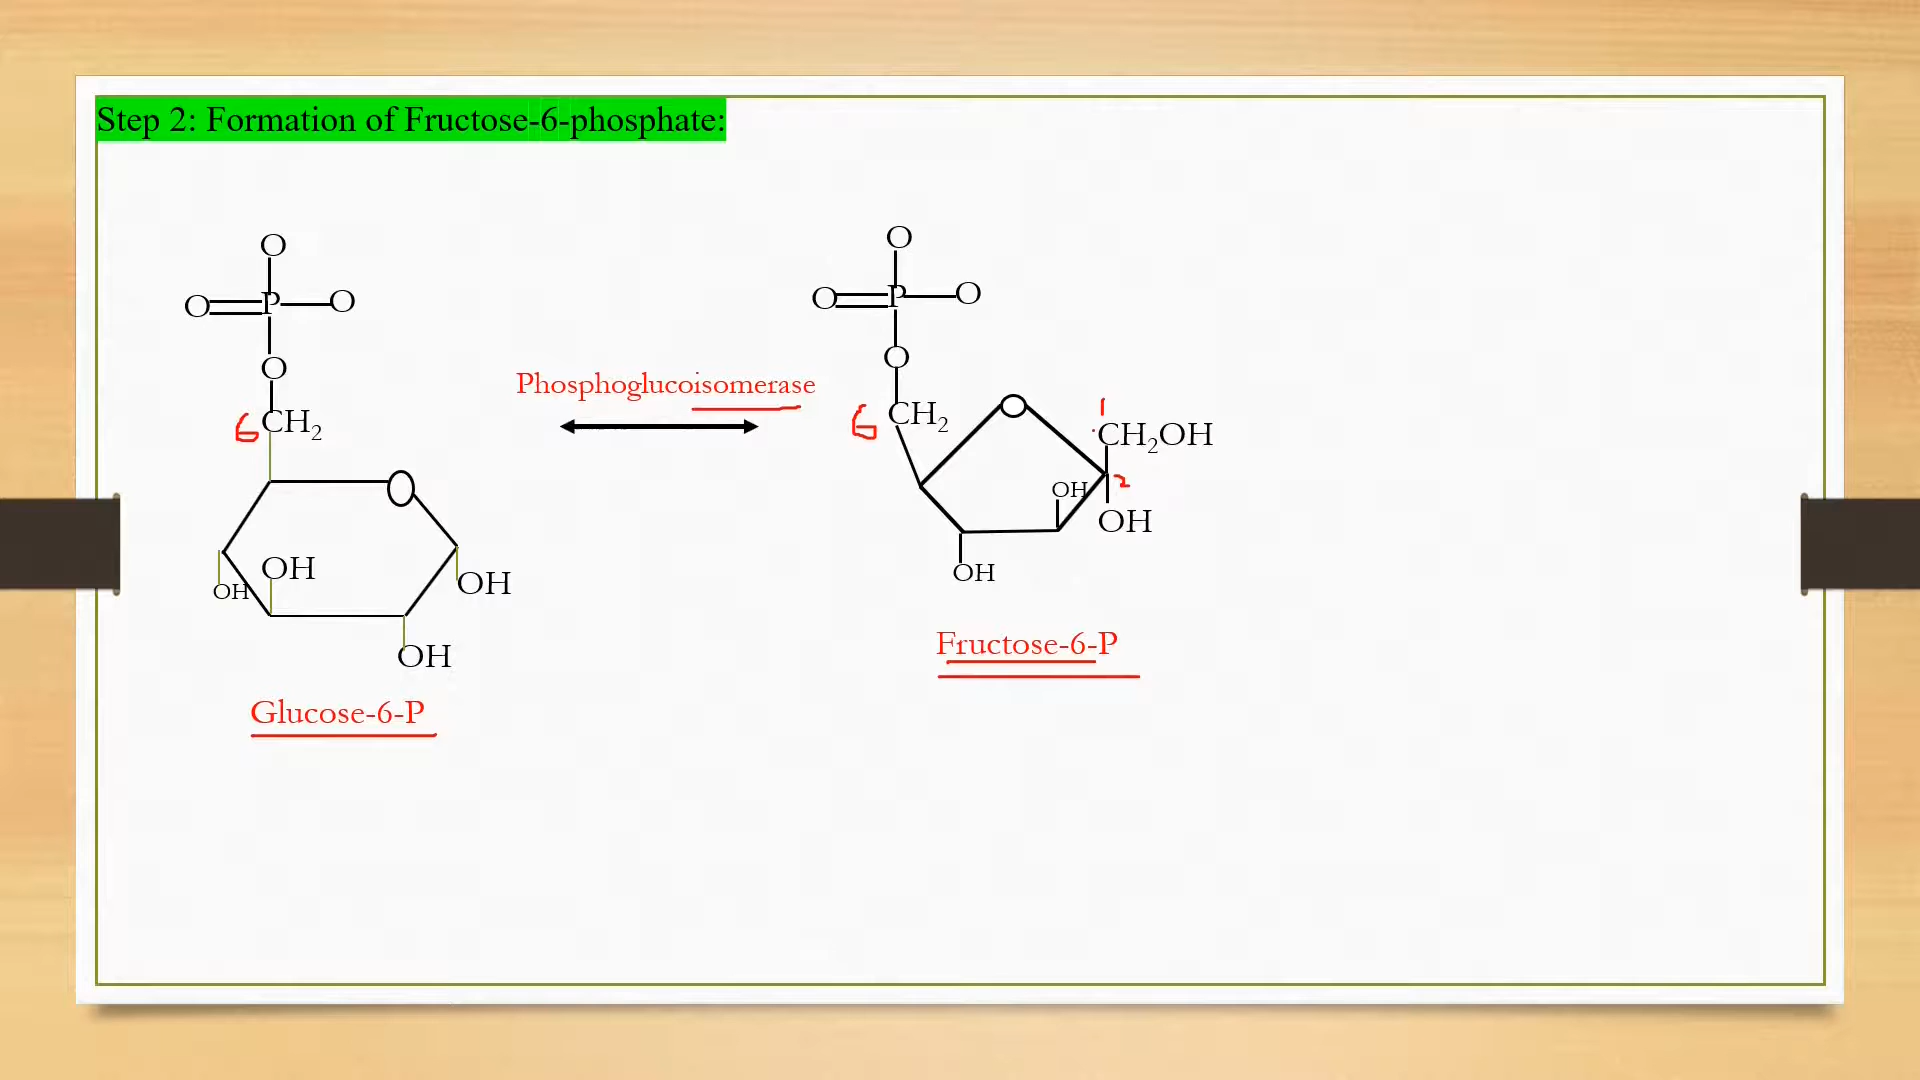 Step 2: Formation of Fructose-6-phosphate:
O
O P O
O
6 CH2
O
OH
OH
OH
OH
Glucose-6-P
Phosphoglucoisomerase
O
O P O
O
6 CH2
O
1
CH2OH
2
OH
OH
OH
Fructose-6-P